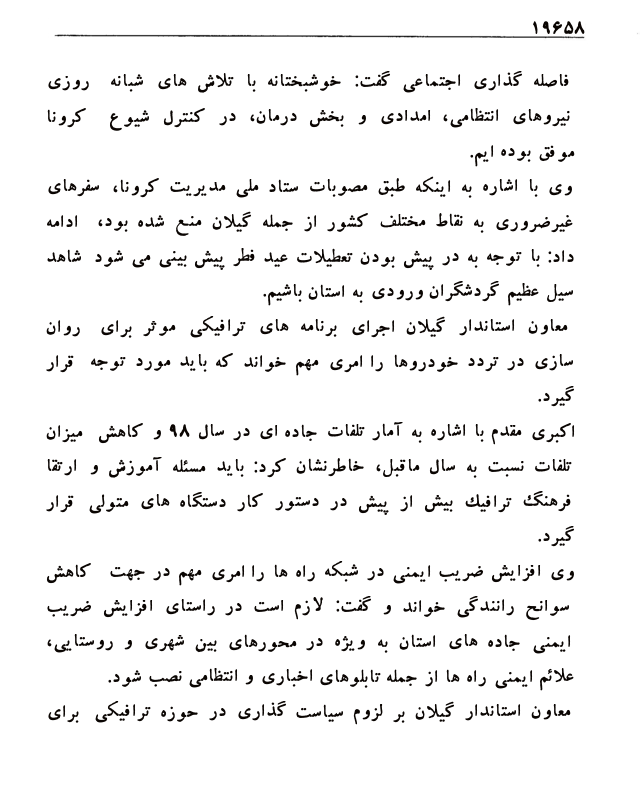 ۱۹۶۵۸
فاصله گذاری اجتماعی گفت: خوشبختانه با تلاش های شبانه روزی
نیروهای انتظامی، امدادی و بخش درمان، در کنترل شیوع کرونا
موفق بوده ایم.
وی با اشاره به اینکه طبق مصوبات ستاد ملی مدیریت کرونا، سفرهای
غیرضروری به نقاط مختلف کشور از جمله گیلان منع شده بود، ادامه
داد: با توجه به در پیش بودن تعطیلات عید فطر پیش بینی می شود شاهد
سیل عظیم گردشگران ورودی به استان باشیم.
معاون استاندار گیلان اجرای برنامه های ترافیکی موثر برای روان
سازی در تردد خودروها را امری مهم خواند که باید مورد توجه قرار
گیرد.
اکبری مقدم با اشاره به آمار تلفات جاده ای در سال ۹۸ و کاهش میزان
تلفات نسبت به سال ماقبل، خاطرنشان کرد: باید مسئله آموزش و ارتقا
فرهنگ ترافیك بیش از پیش در دستور کار دستگاه های متولی قرار
گیرد.
وی افزایش ضریب ایمنی در شبکه راه ها را امری مهم در جهت کاهش
سوانح رانندگی خواند و گفت: لازم است در راستای افزایش ضریب
ایمنی جاده های استان به ویژه در محورهای بین شهری و روستایی،
علائم ایمنی راه ها از جمله تابلوهای اخباری و انتظامی نصب شود.
معاون استاندار گیلان بر لزوم سیاست گذاری در حوزه ترافیکی برای